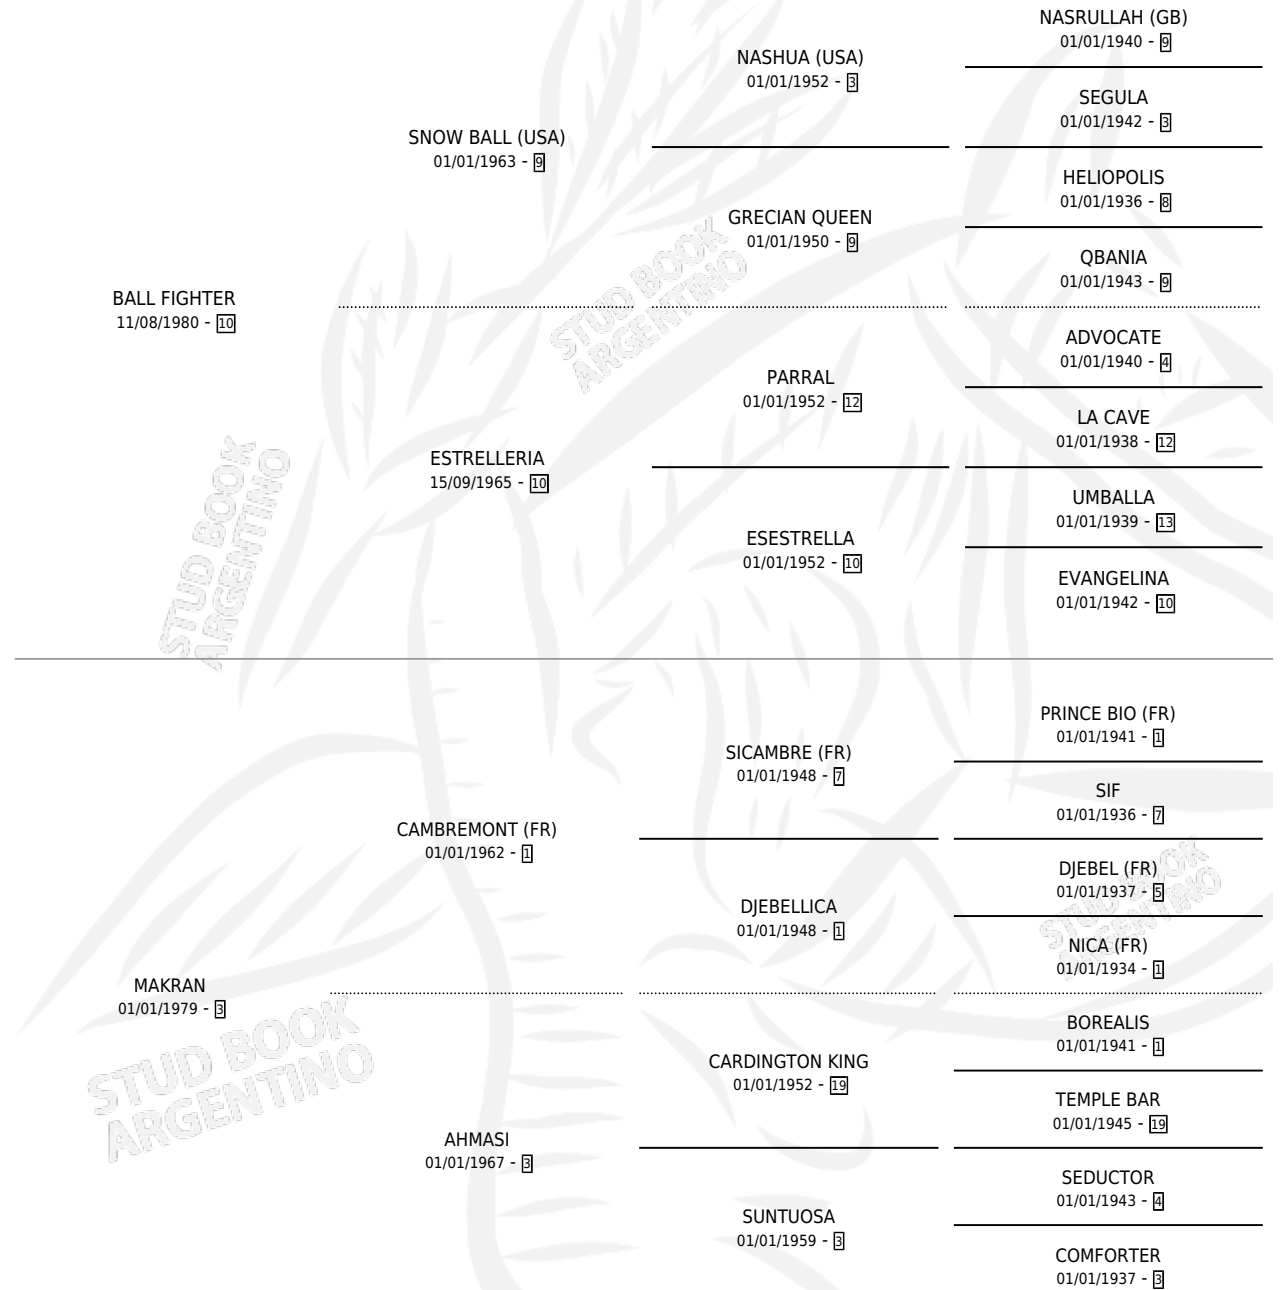 NASRULLAH (GB)
01/01/1940 - 9
NASHUA (USA)
01/01/1952 - 3
SEGULA
01/01/1942 - 3
SNOW BALL (USA)
01/01/1963 - 9
HELIOPOLIS
01/01/1936 - 8
GRECIAN QUEEN
01/01/1950 - 9
QBANIA
01/01/1943 - 9
BALL FIGHTER
11/08/1980 - 10
STUD BOOK
ARGENTINO
ADVOCATE
01/01/1940 - 4
PARRAL
01/01/1952 - 12
LA CAVE
01/01/1938 - 12
ESTRELLERIA
15/09/1965 - 10
UMBALLA
01/01/1939 - 13
ESESTRELLA
01/01/1952 - 10
EVANGELINA
01/01/1942 - 10
STUD BOOK
ARGENTINO
PRINCE BIO (FR)
01/01/1941 - 1
SICAMBRE (FR)
01/01/1948 - 7
SIF
01/01/1936 - 7
CAMBREMONT (FR)
01/01/1962 - 1
DJEBEL (FR)
01/01/1937 - 5
DJEBELLICA
01/01/1948 - 1
NICA (FR)
01/01/1934 - 1
STUD BOOK
ARGENTINO
MAKRAN
01/01/1979 - 3
BOREALIS
01/01/1941 - 1
CARDINGTON KING
01/01/1952 - 19
TEMPLE BAR
01/01/1945 - 19
STUD BOOK
ARGENTINO
AHMASI
01/01/1967 - 3
SEDUCTOR
01/01/1943 - 4
SUNTUOSA
01/01/1959 - 3
COMFORTER
01/01/1937 - 3